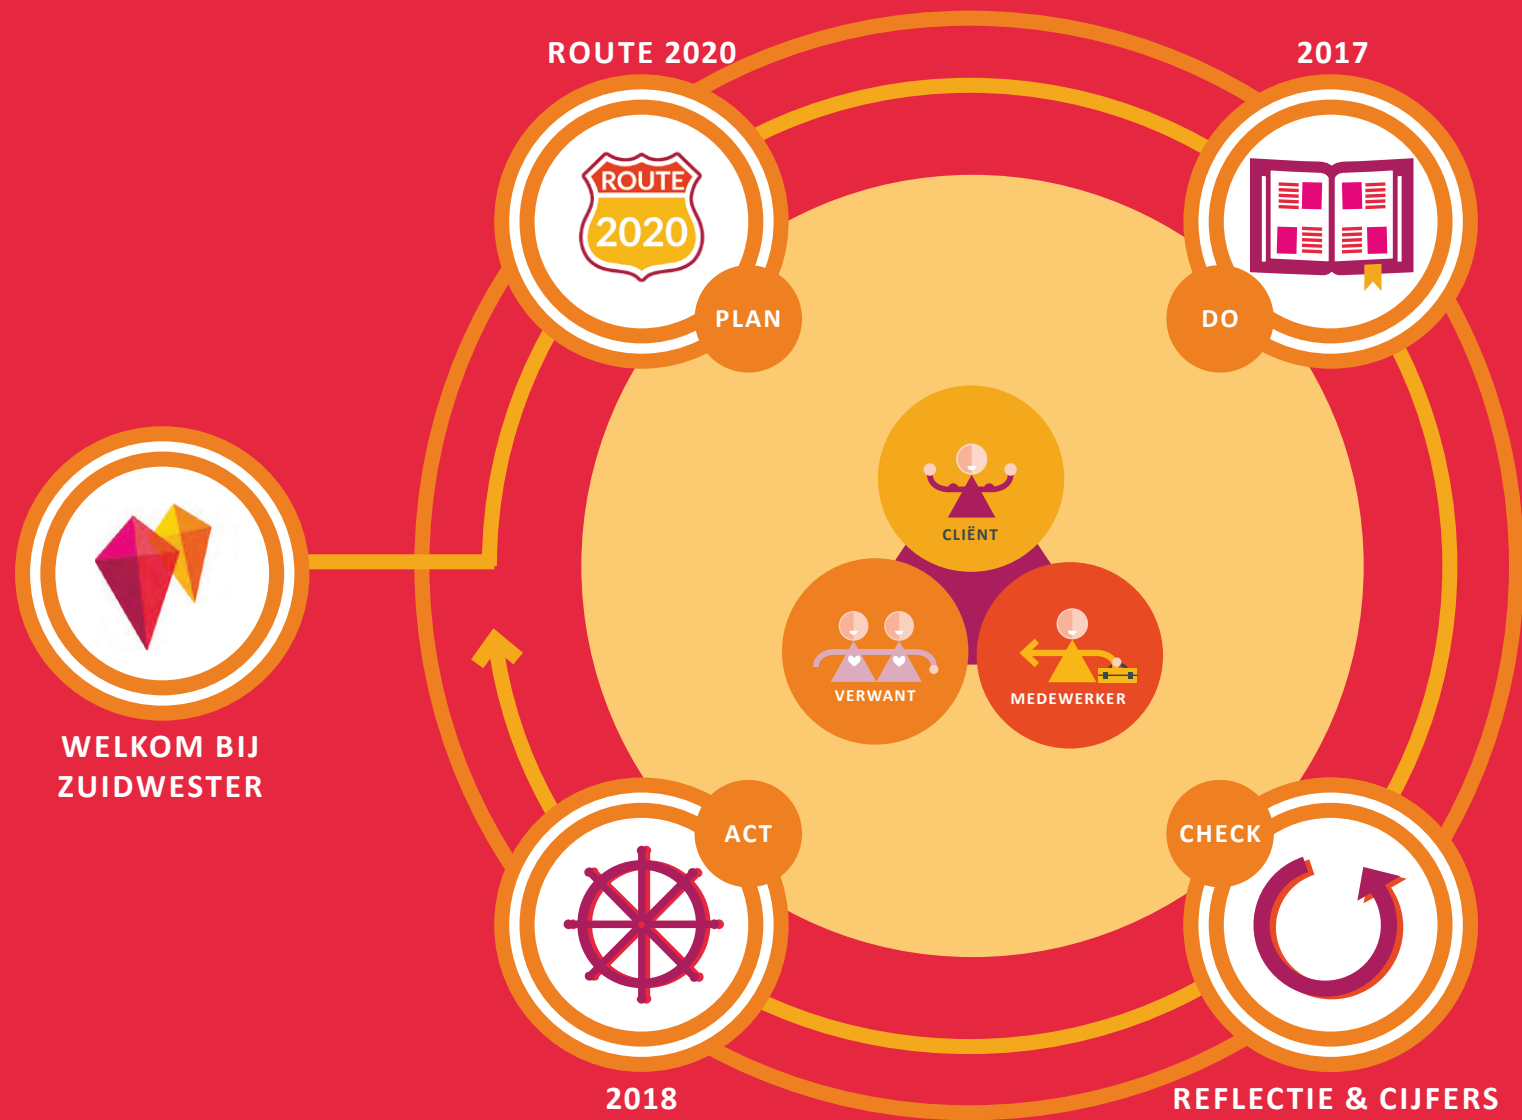 ROUTE 2020
2017
ROUTE
2020
PLAN
DO
CLIËNT
VERWANT
MEDEWERKER
WELKOM BIJ
ZUIDWESTER
ACT
CHECK
2018
REFLECTIE & CIJFERS